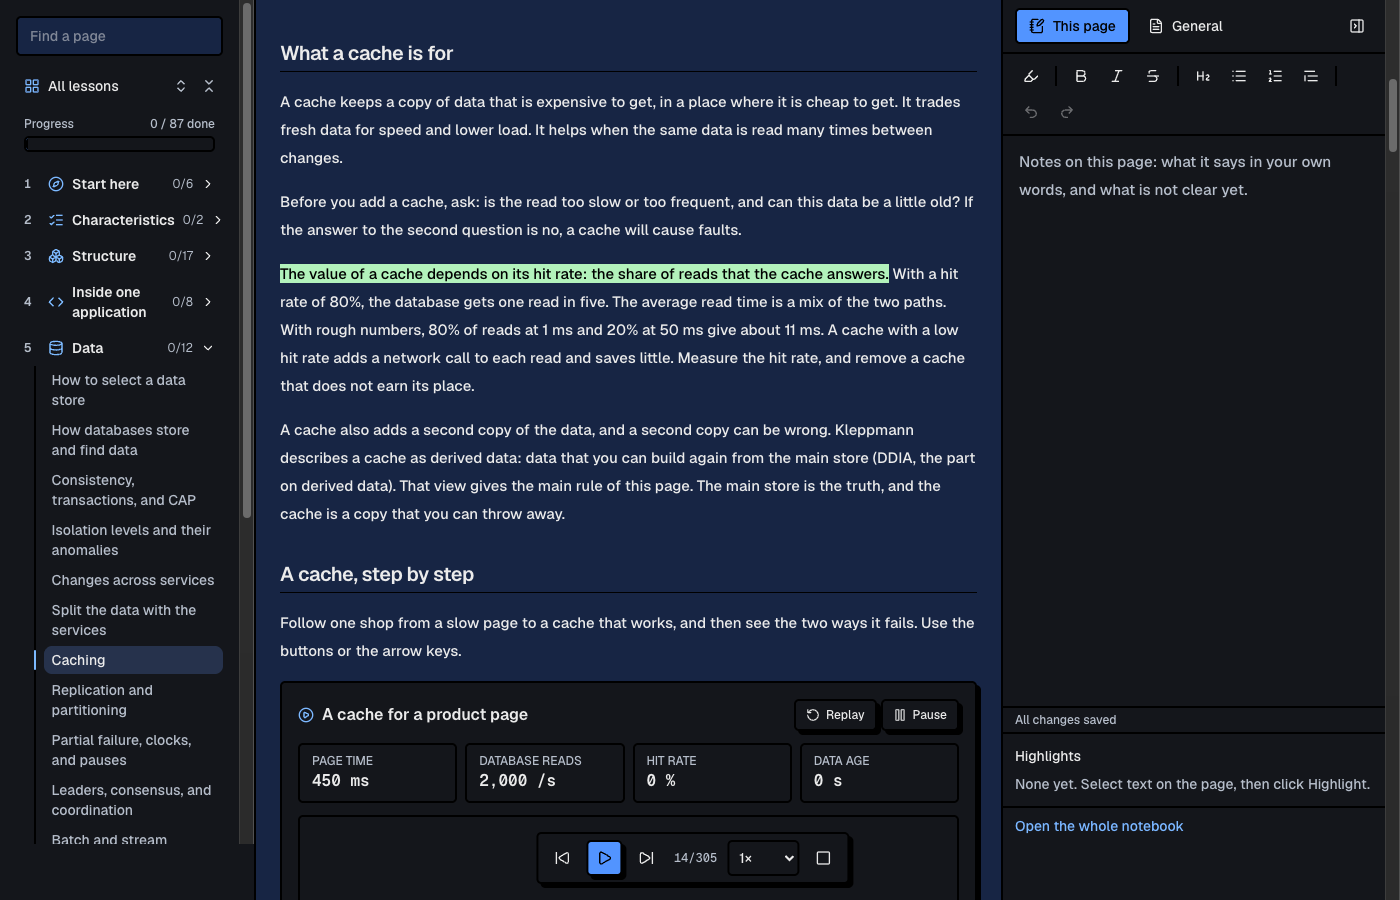 Find a page
All lessons
Progress 0 / 87 done
1 Start here 0/6
2 Characteristics 0/2
3 Structure 0/17
4 Inside one application 0/8
5 Data 0/12
How to select a data
store
How databases store
and find data
Consistency,
transactions, and CAP
Isolation levels and their
anomalies
Changes across services
Split the data with the
services
Caching
Replication and
partitioning
Partial failure, clocks,
and pauses
Leaders, consensus, and
coordination
Batch and stream
What a cache is for
A cache keeps a copy of data that is expensive to get, in a place where it is cheap to get. It trades
fresh data for speed and lower load. It helps when the same data is read many times between
changes.
Before you add a cache, ask: is the read too slow or too frequent, and can this data be a little old? If
the answer to the second question is no, a cache will cause faults.
The value of a cache depends on its hit rate: the share of reads that the cache answers. With a hit
rate of 80%, the database gets one read in five. The average read time is a mix of the two paths.
With rough numbers, 80% of reads at 1 ms and 20% at 50 ms give about 11 ms. A cache with a low
hit rate adds a network call to each read and saves little. Measure the hit rate, and remove a cache
that does not earn its place.
A cache also adds a second copy of the data, and a second copy can be wrong. Kleppmann
describes a cache as derived data: data that you can build again from the main store (DDIA, the part
on derived data). That view gives the main rule of this page. The main store is the truth, and the
cache is a copy that you can throw away.
A cache, step by step
Follow one shop from a slow page to a cache that works, and then see the two ways it fails. Use the
buttons or the arrow keys.
A cache for a product page
Replay
Pause
PAGE TIME
450 ms
DATABASE READS
2,000 /s
HIT RATE
0 %
DATA AGE
0 s
14/305
1×
This page
General
B I S H2
Notes on this page: what it says in your own
words, and what is not clear yet.
All changes saved
Highlights
None yet. Select text on the page, then click Highlight.
Open the whole notebook